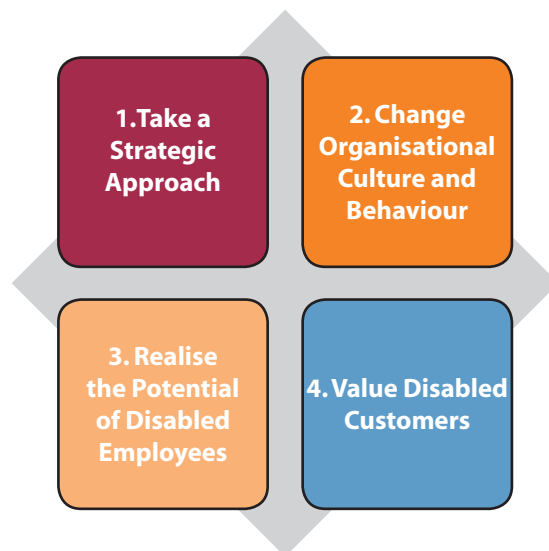 1.Take a
Strategic
Approach
2. Change
Organisational
Culture and
Behaviour
3. Realise
the Potential
of Disabled
Employees
4. Value Disabled
Customers